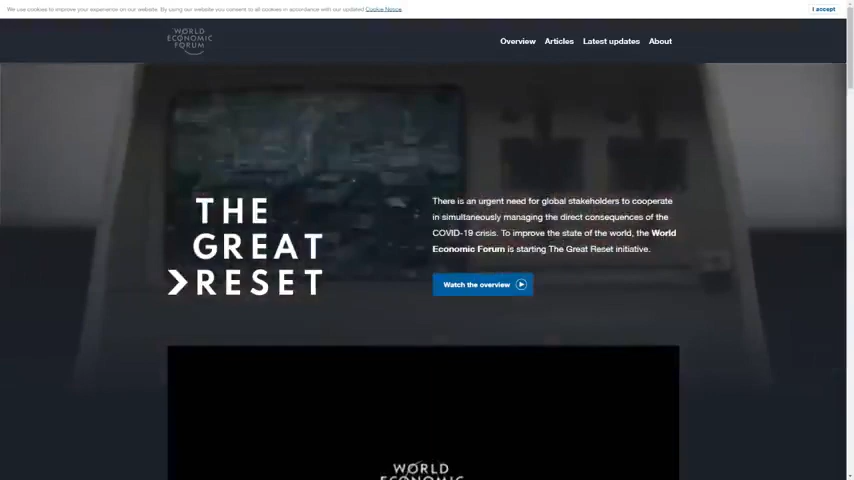 We use cookies to improve your experience on our website. By using our website you consent to all cookies in accordance with our updated Cookie Notice.
I accept
WORLD
ECONOMIC
FORUM
Overview
Articles
Latest updates
About
THE
GREAT
RESET
There is an urgent need for global stakeholders to cooperate
in simultaneously managing the direct consequences of the
COVID-19 crisis. To improve the state of the world, the World
Economic Forum is starting The Great Reset initiative.
Watch the overview
WORLD
ECONOMIC